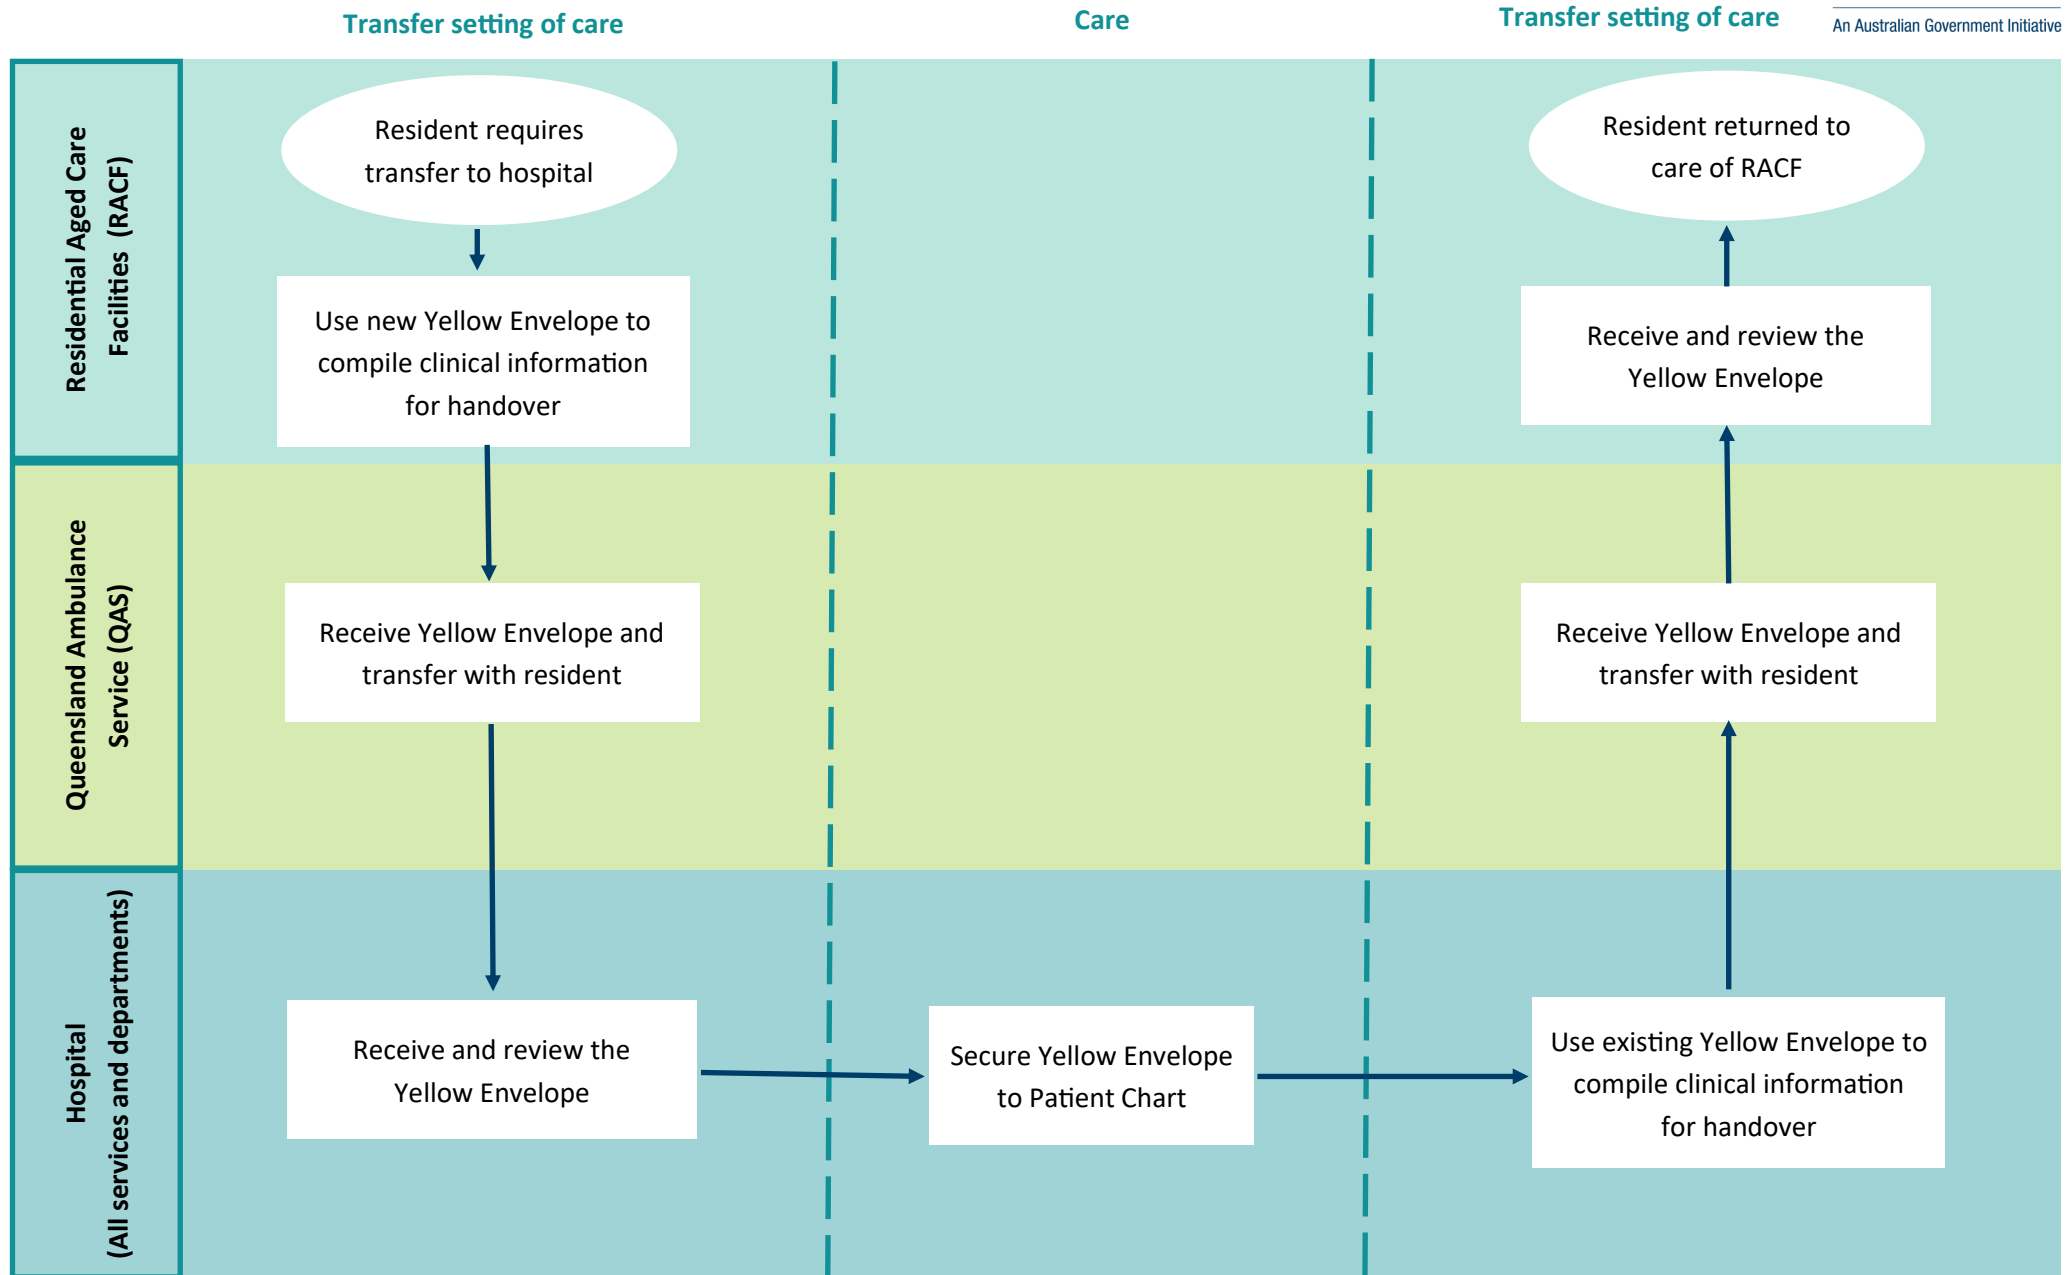 Transfer setting of care
Care
Transfer setting of care
An Australian Government Initiative
Residential Aged Care
Facilities (RACF)
Resident requires
transfer to hospital
Use new Yellow Envelope to
compile clinical information
for handover
Resident returned to
care of RACF
Receive and review the
Yellow Envelope
Queensland Ambulance
Service (QAS)
Receive Yellow Envelope and
transfer with resident
Receive Yellow Envelope and
transfer with resident
Hospital
(All services and departments)
Receive and review the
Yellow Envelope
Secure Yellow Envelope
to Patient Chart
Use existing Yellow Envelope to
compile clinical information
for handover